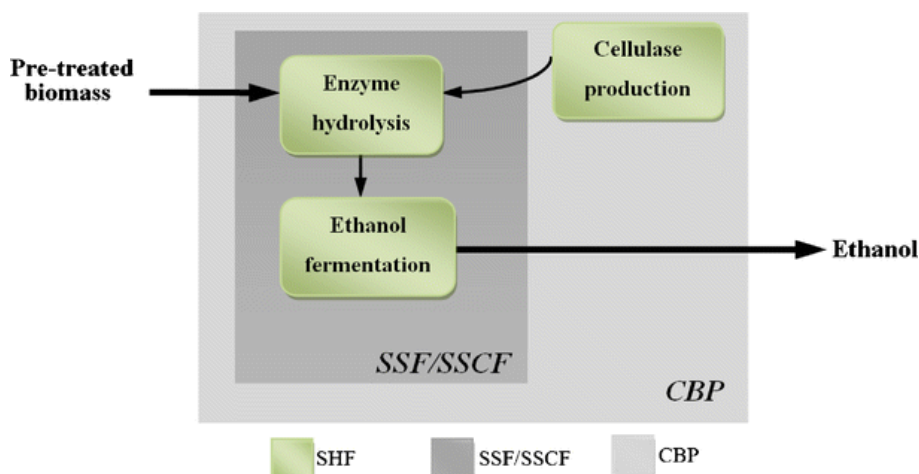 Pre-treated
biomass
Enzyme
hydrolysis
Cellulase
production
Ethanol
fermentation
Ethanol
SSF/SSCF
CBP
SHF
SSF/SSCF
CBP